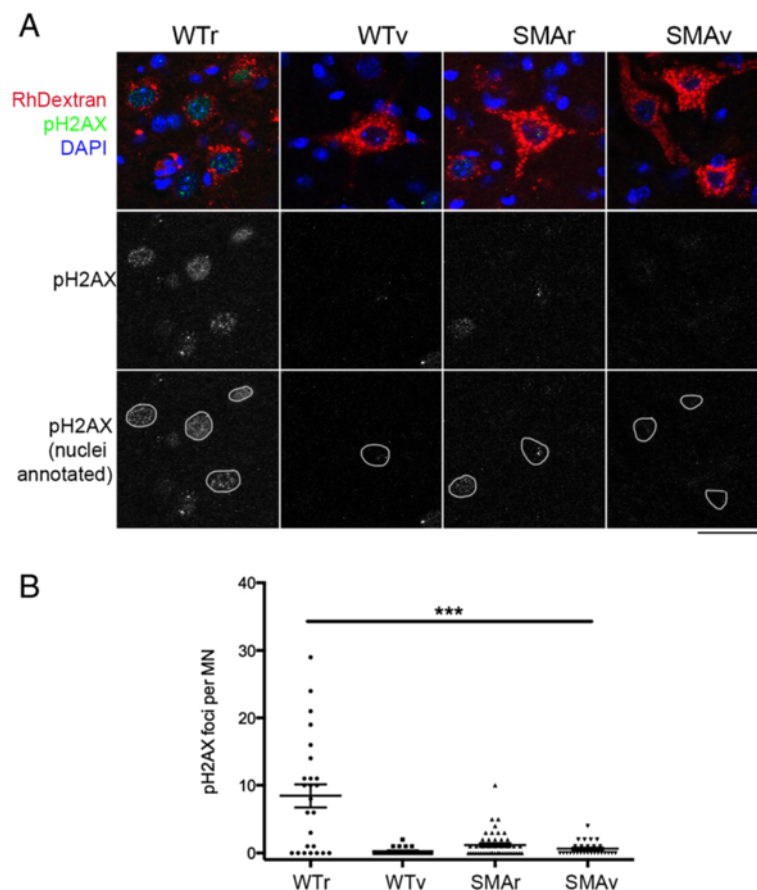 A
WTr WTv SMAr SMAv
RhDextran
pH2AX
DAPI
pH2AX
pH2AX
(nuclei
annotated)
B
***
pH2AX foci per MN
40
30
20
10
0
WTr WTv SMAr SMAv